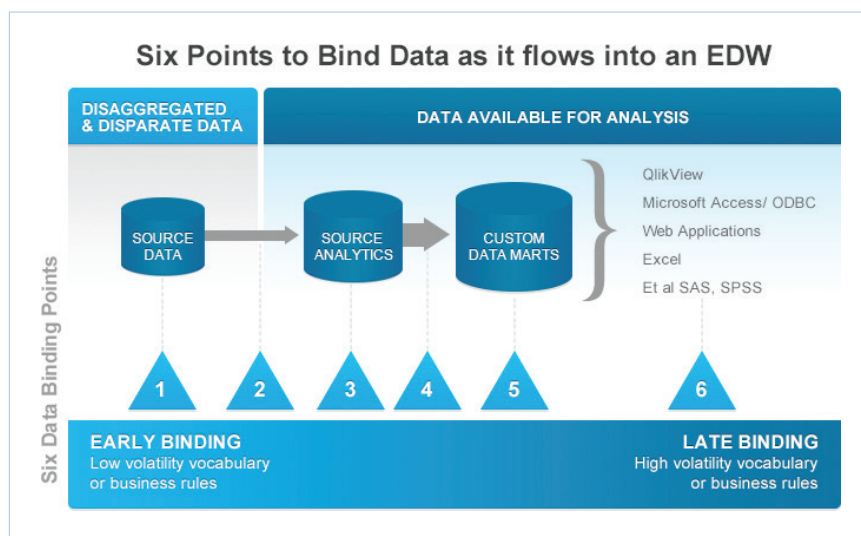 Six Points to Bind Data as it flows into an EDW
DISAGGREGATED
& DISPARATE DATA
DATA AVAILABLE FOR ANALYSIS
SOURCE
DATA
SOURCE
ANALYTICS
CUSTOM
DATA MARTS
QlikView
Microsoft Access/ ODBC
Web Applications
Excel
Et al SAS, SPSS
Six Data Binding Points
1
2
3
4
5
6
EARLY BINDING
Low volatility vocabulary
or business rules
LATE BINDING
High volatility vocabulary
or business rules